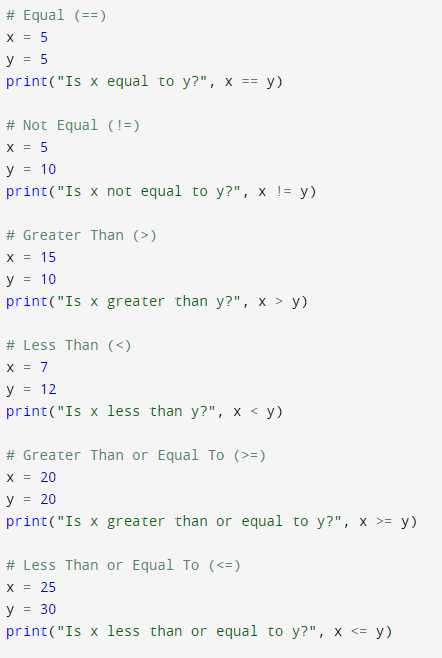 # Equal (==)
x = 5
y = 5
print("Is x equal to y?", x == y)

# Not Equal (!=)
x = 5
y = 10
print("Is x not equal to y?", x != y)

# Greater Than (>)
x = 15
y = 10
print("Is x greater than y?", x > y)

# Less Than (<)
x = 7
y = 12
print("Is x less than y?", x < y)

# Greater Than or Equal To (>=)
x = 20
y = 20
print("Is x greater than or equal to y?", x >= y)

# Less Than or Equal To (<=)
x = 25
y = 30
print("Is x less than or equal to y?", x <= y)